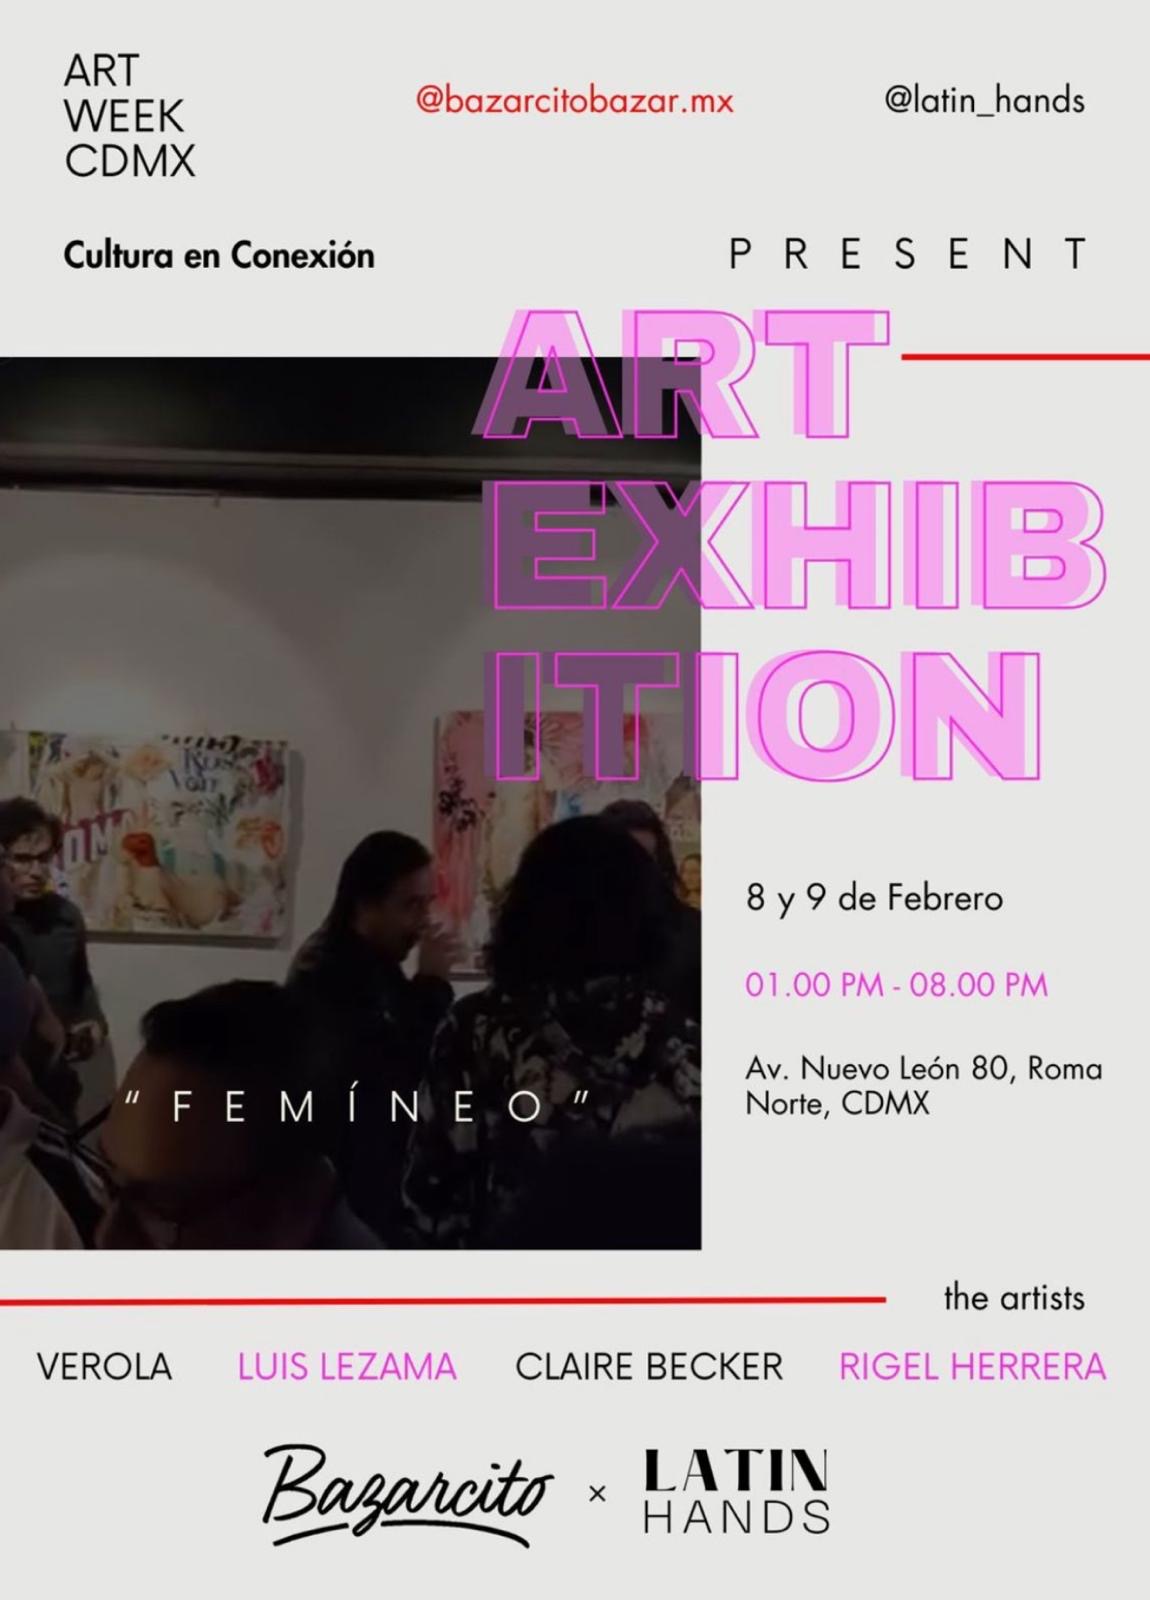 ART
WEEK
CDMX
@bazarcitobazar.mx
@latin_hands
Cultura en Conexión
PRESENT
ART
EXHIB
ITION
8 y 9 de Febrero
01.00 PM - 08.00 PM
Av. Nuevo León 80, Roma
Norte, CDMX
“FEMÍNEO”
the artists
VEROLA LUIS LEZAMA CLAIRE BECKER RIGEL HERRERA
Bazarcito × LATIN
HANDS